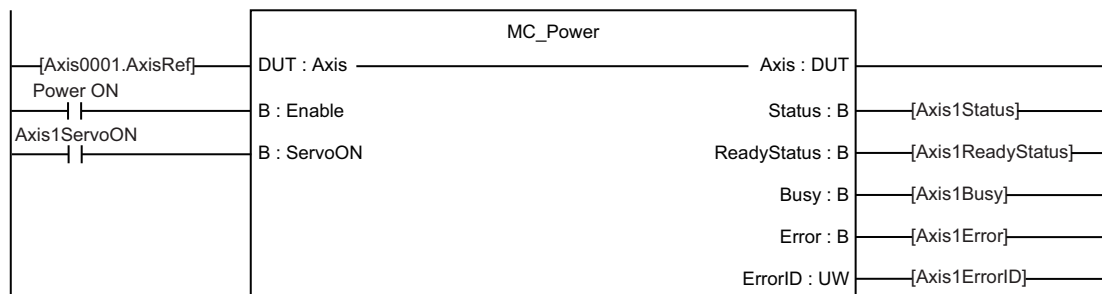 MC_Power
[Axis0001.AxisRef] DUT : Axis Axis : DUT
Power ON
B : Enable Status : B [Axis1Status]
Axis1ServoON
B : ServoON ReadyStatus : B [Axis1ReadyStatus]
Busy : B [Axis1Busy]
Error : B [Axis1Error]
ErrorID : UW [Axis1ErrorID]